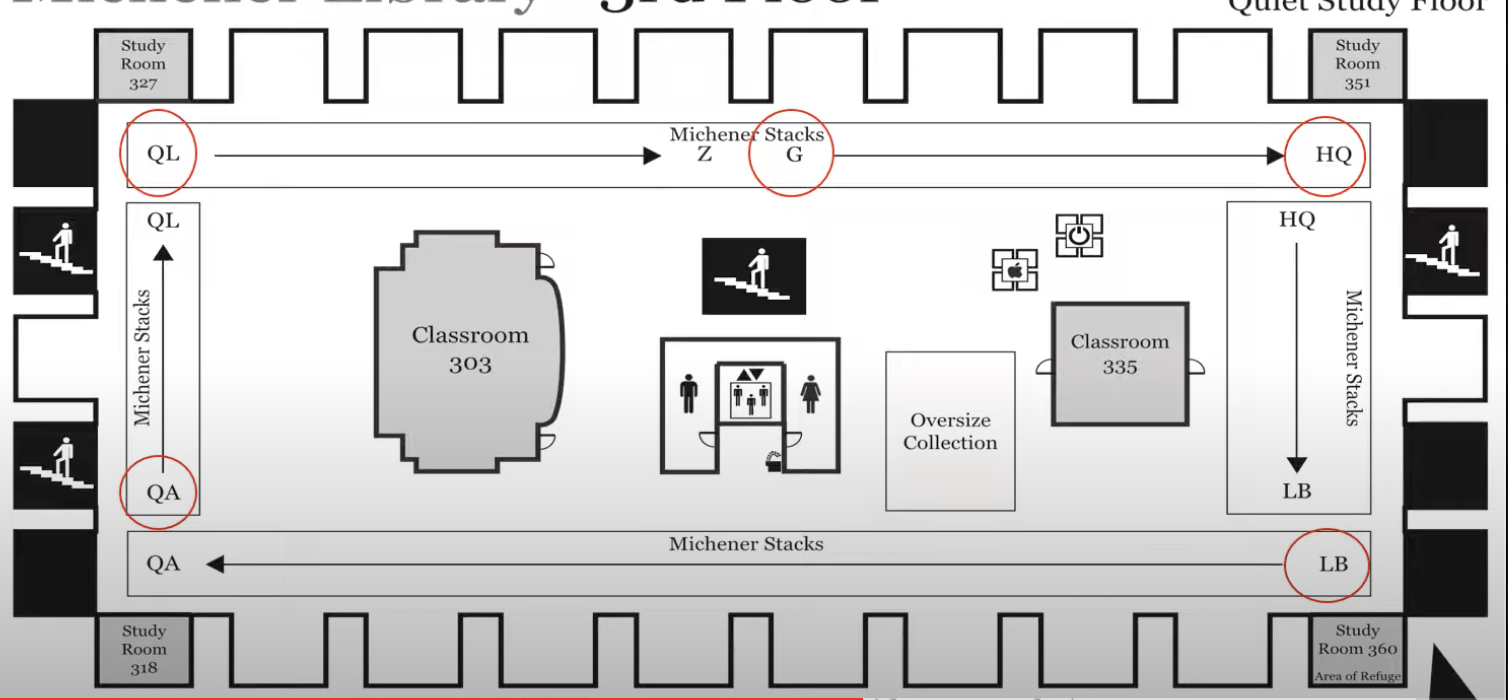 Michener Library - 3rd Floor
Quiet Study Floor
Study
Room
327
Study
Room
351
Michener Stacks
QL
Z
G
HQ
QL
HQ
Michener Stacks
Classroom
303
Classroom
335
Michener Stacks
Oversize
Collection
QA
LB
Michener Stacks
QA
LB
Study
Room
318
Study
Room 360
Area of Refuge